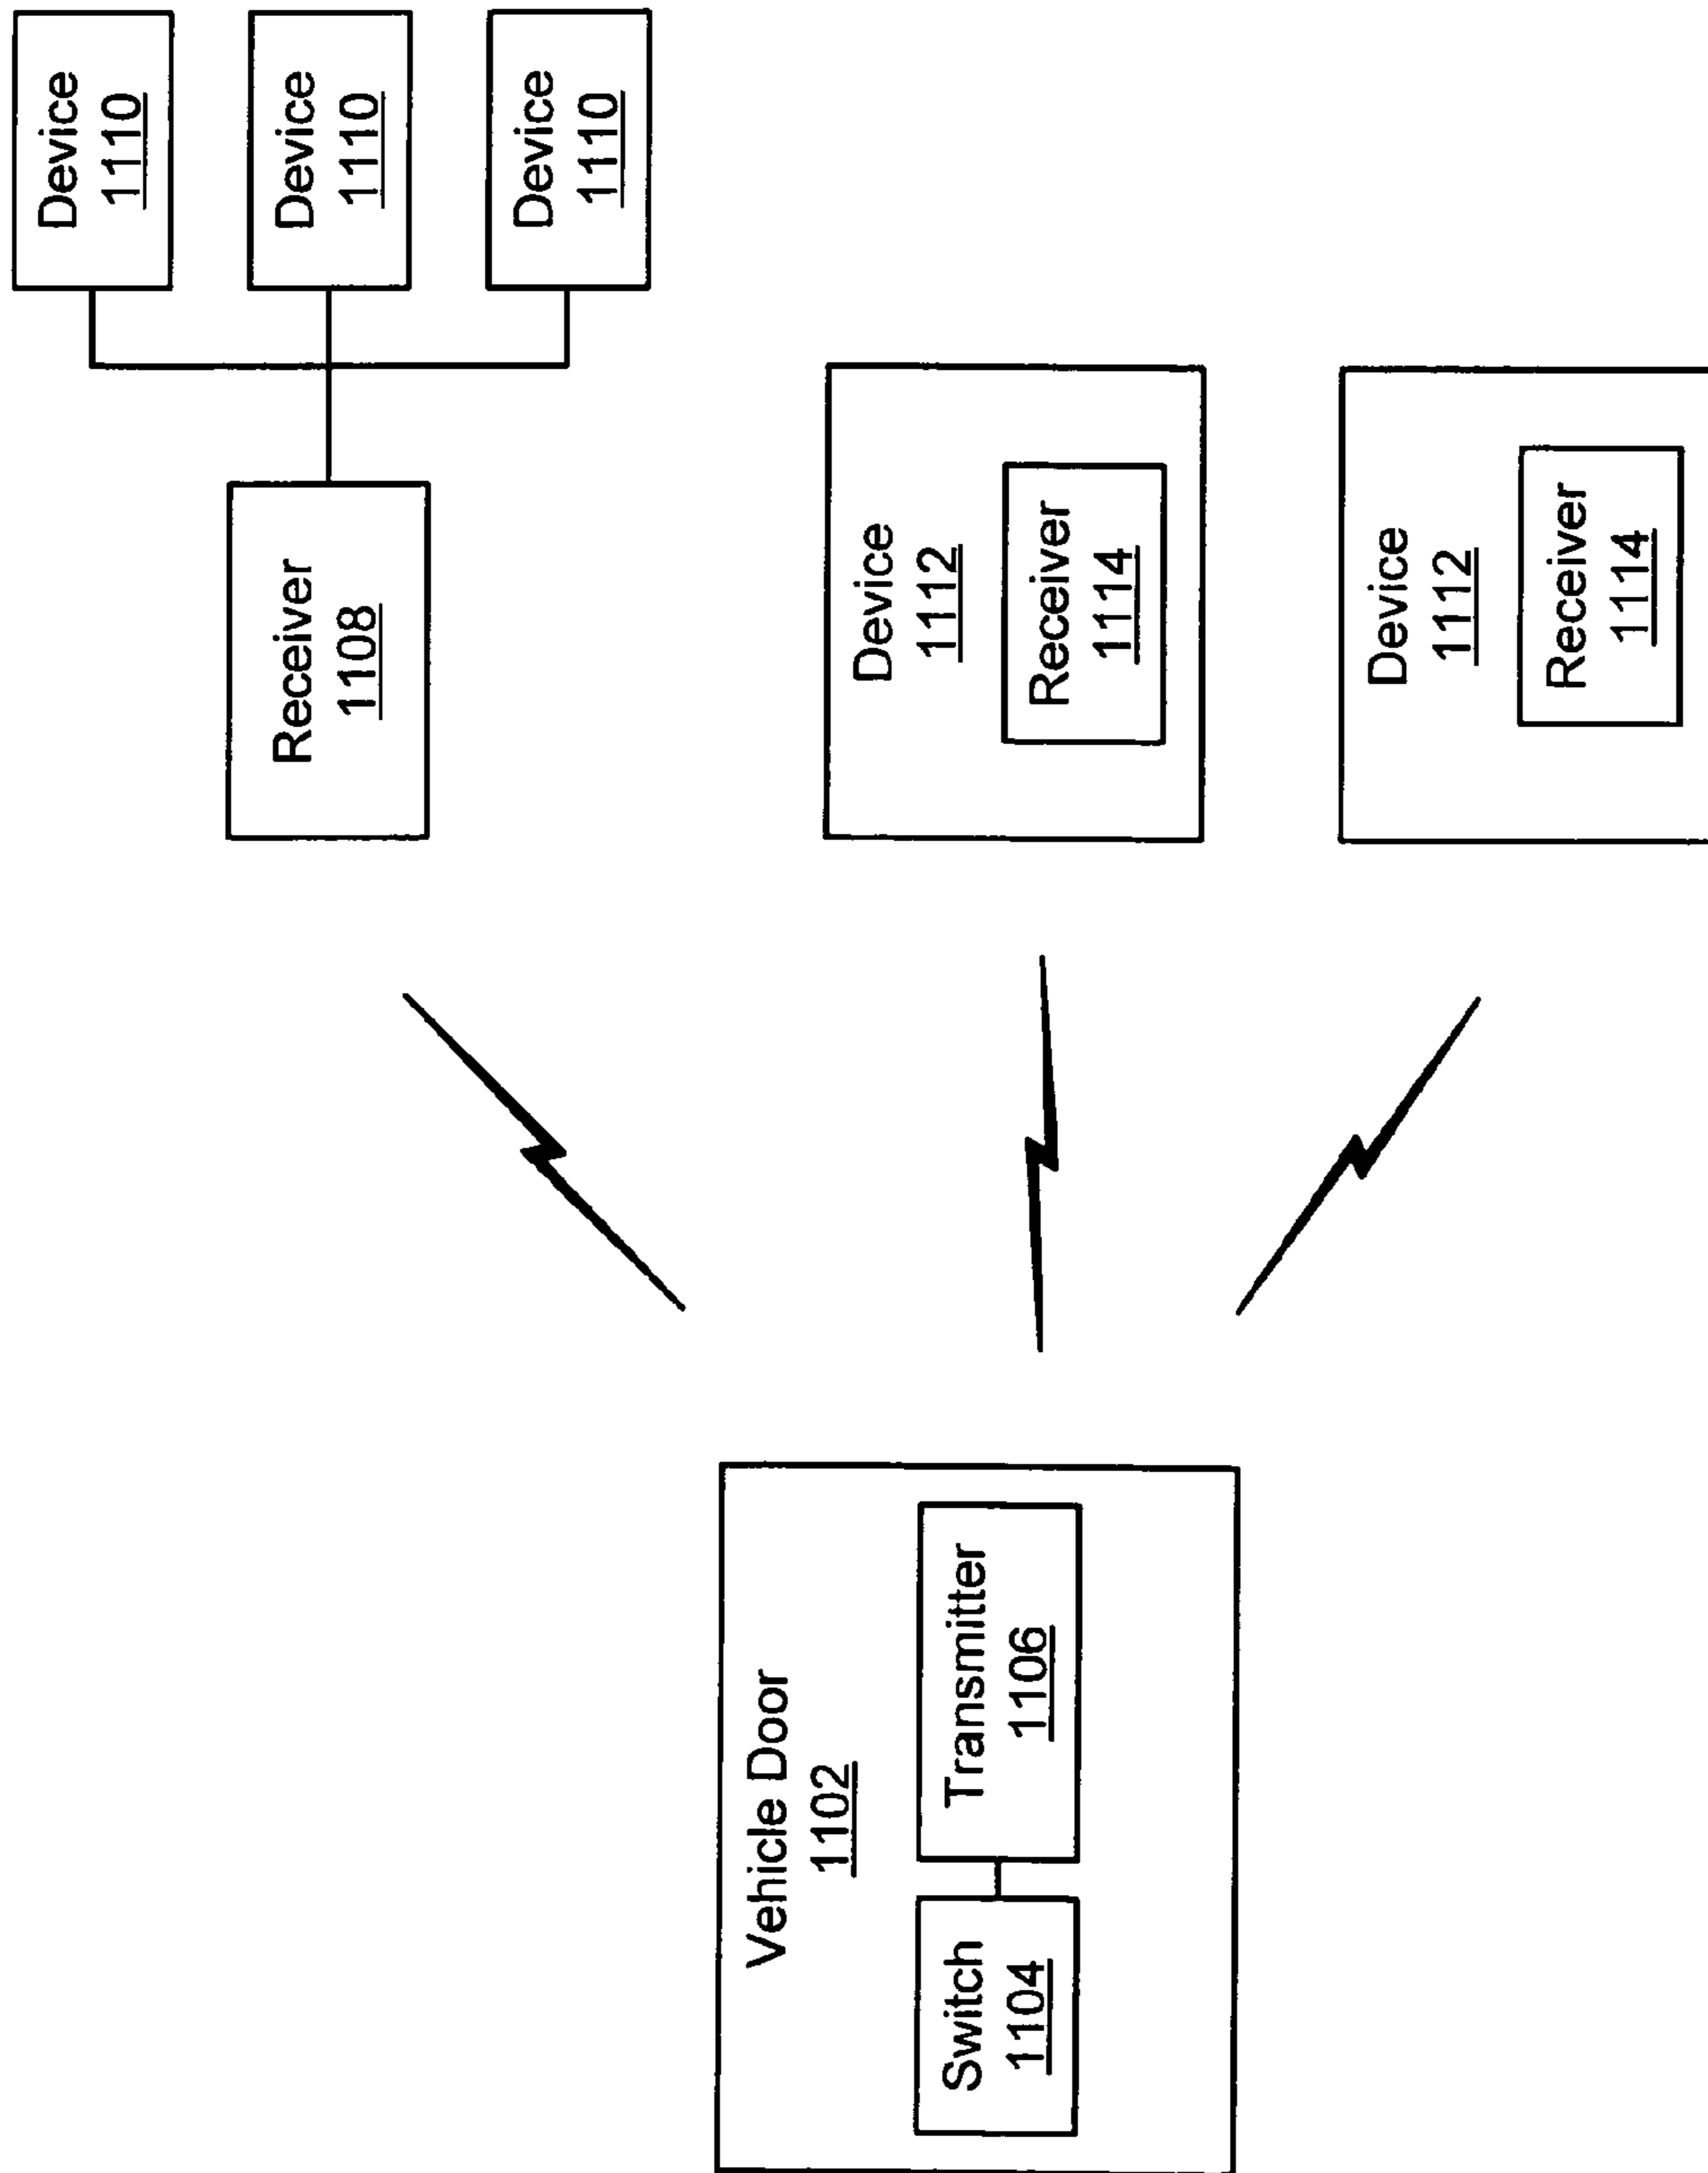 Vehicle Door
1102
Switch
1104
Transmitter
1106
Receiver
1108
Device
1110
Device
1110
Device
1110
Device
1112
Receiver
1114
Device
1112
Receiver
1114